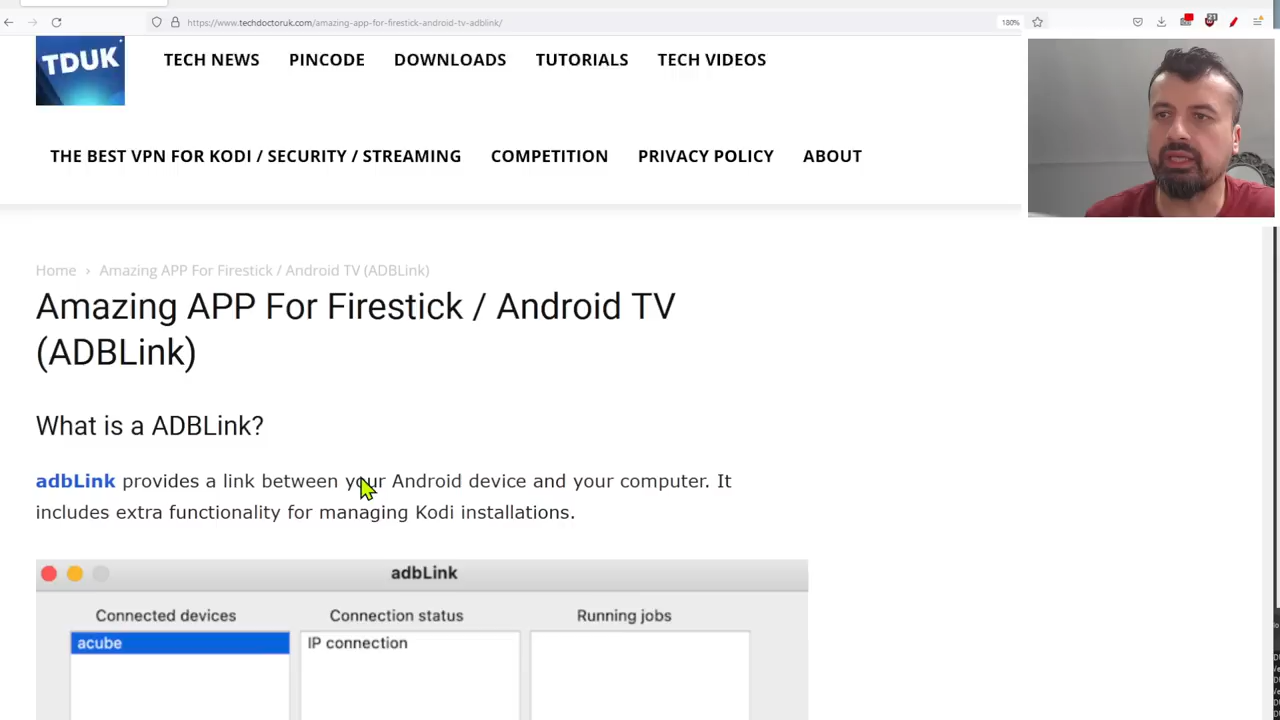 https://www.techdoctoruk.com/amazing-app-for-firestick-android-tv-adblink/
180%
TDUK
TECH NEWS
PINCODE
DOWNLOADS
TUTORIALS
TECH VIDEOS
THE BEST VPN FOR KODI / SECURITY / STREAMING
COMPETITION
PRIVACY POLICY
ABOUT
Home › Amazing APP For Firestick / Android TV (ADBLink)
Amazing APP For Firestick / Android TV
(ADBLink)
What is a ADBLink?
adbLink provides a link between your Android device and your computer. It
includes extra functionality for managing Kodi installations.
adbLink
Connected devices
Connection status
Running jobs
acube
IP connection